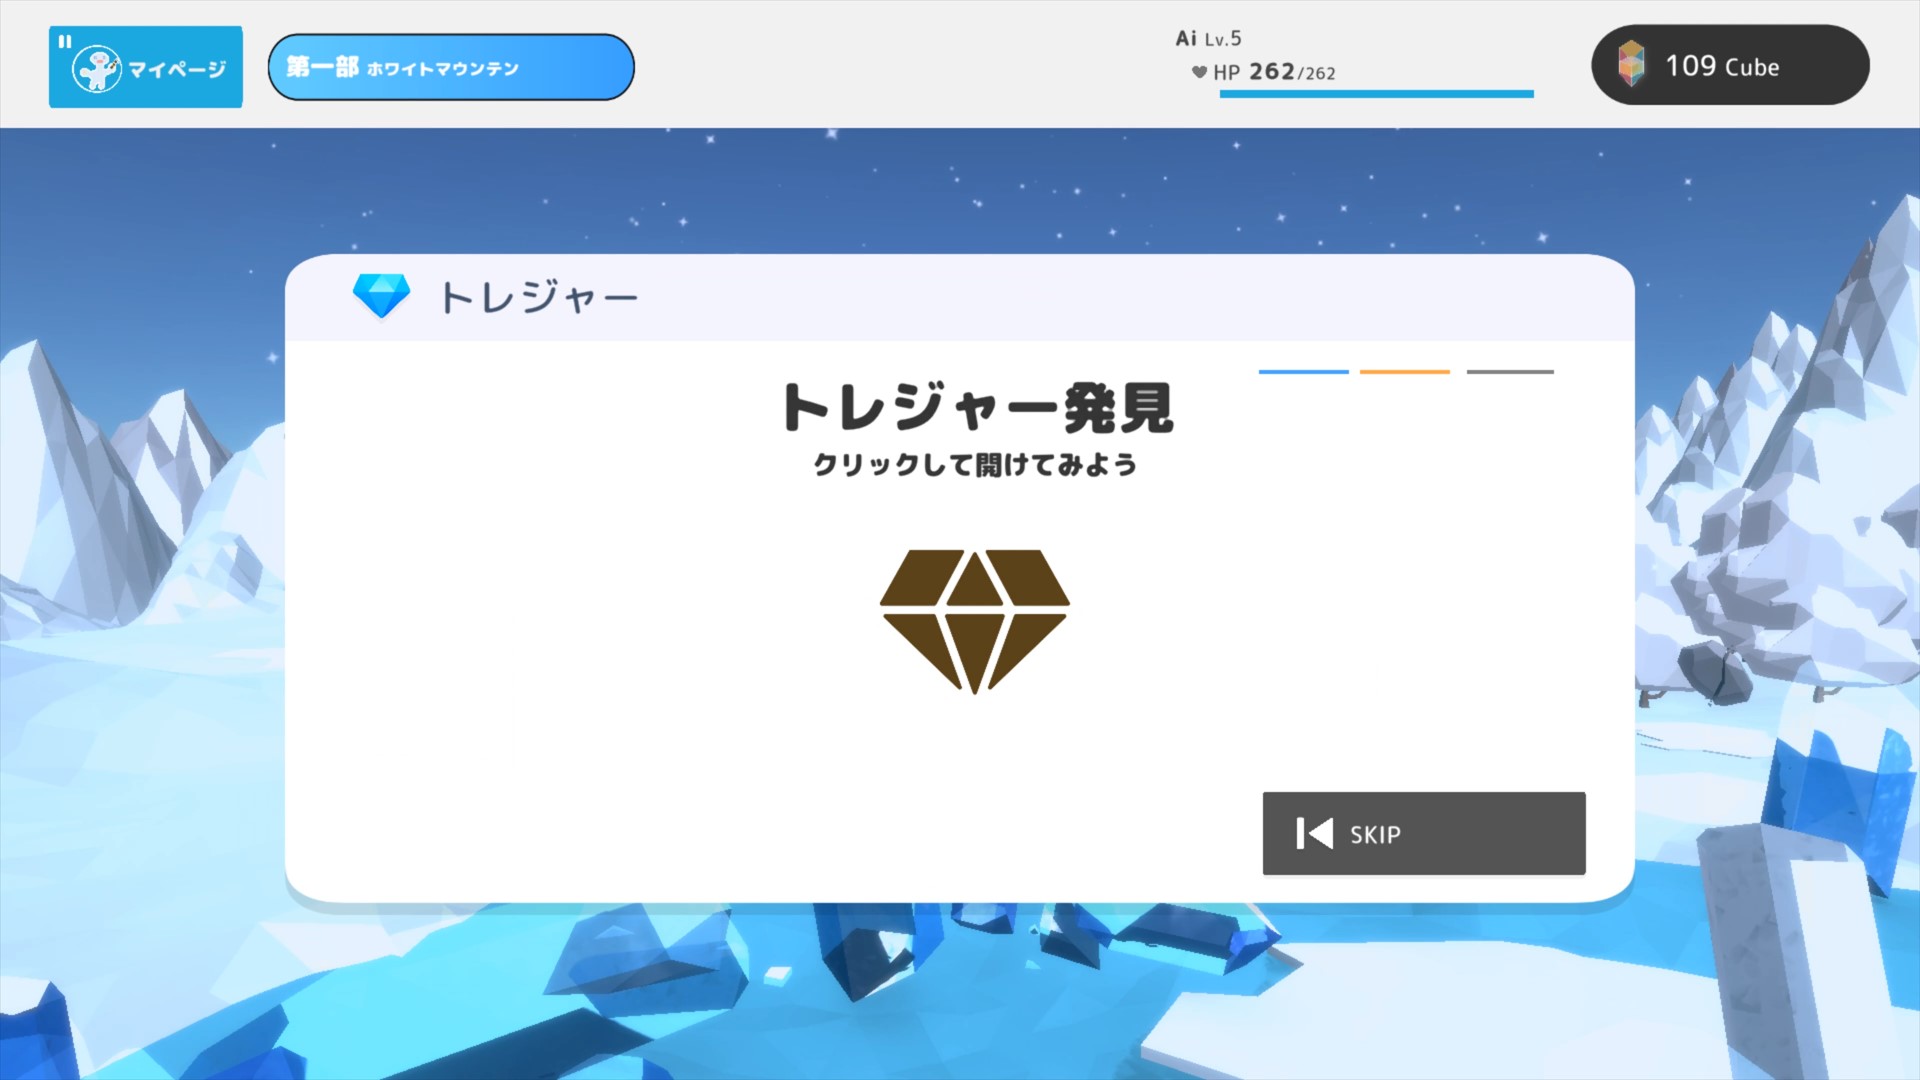 マイページ
第一部 ホワイトマウンテン
Ai Lv.5
HP 262/262
109 Cube
トレジャー
トレジャー発見
クリックして開けてみよう
SKIP